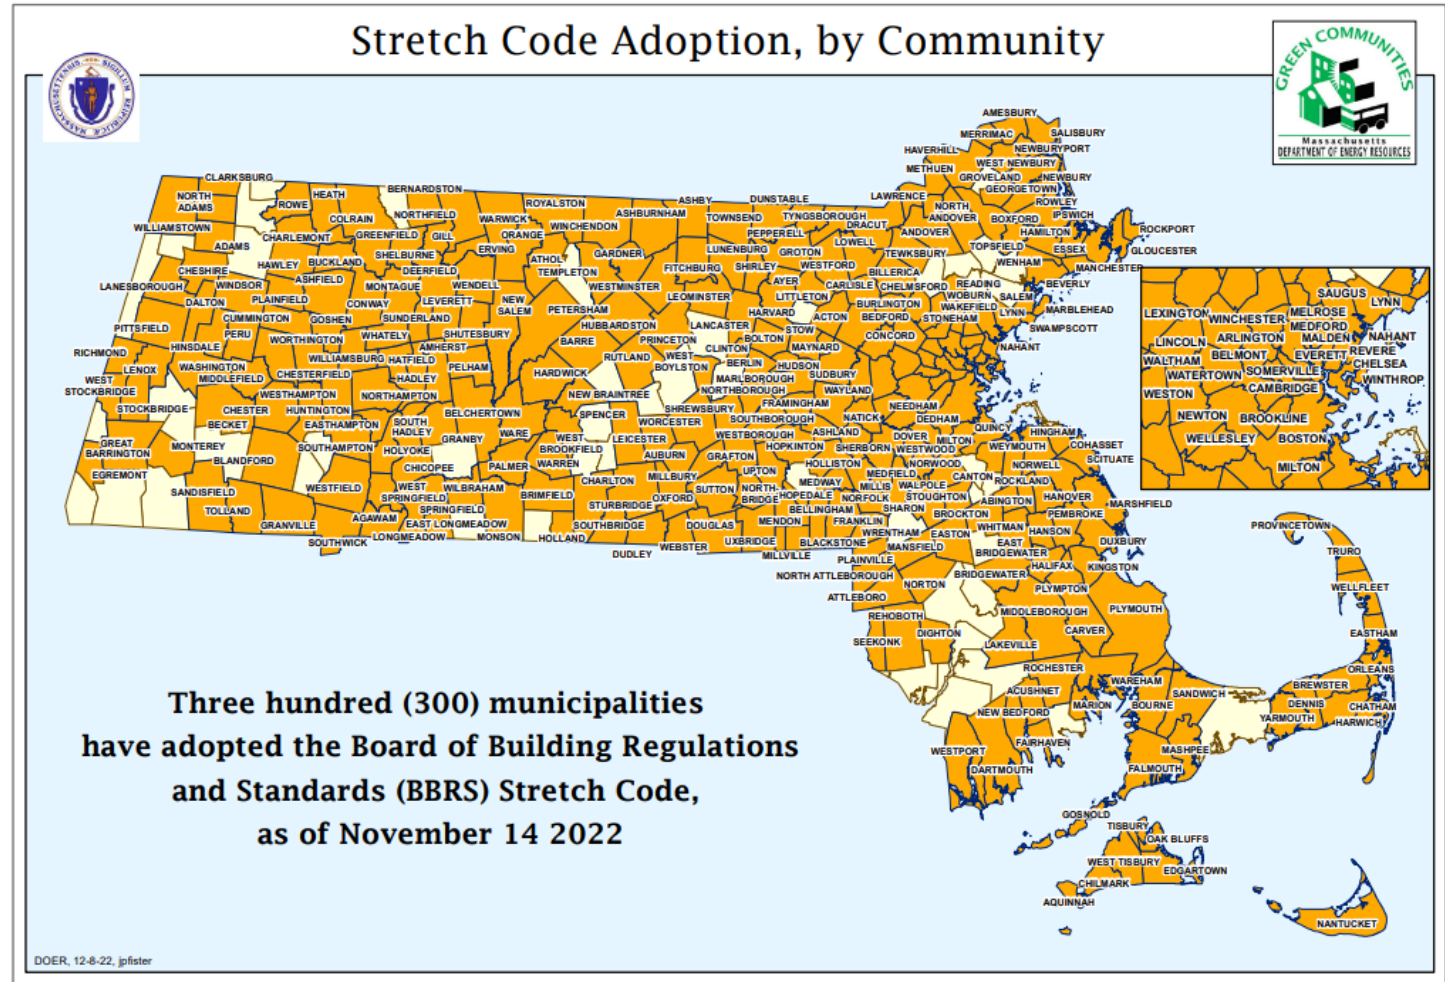 Stretch Code Adoption, by Community
GREEN COMMUNITIES
Massachusetts
DEPARTMENT OF ENERGY RESOURCES
AMESBURY
MERRIMAC
SALISBURY
HAVERHILL
NEWBURYPORT
METHUEN
WEST NEWBURY
GROVELAND
NEWBURY
GEORGETOWN
CLARKSBURG
NORTH
ADAMS
ROWE
HEATH
BERNARDSTON
ROYALSTON
ASHBY
DUNSTABLE
LAWRENCE
ROWLEY
WILLIAMSTOWN
COLRAIN
NORTHFIELD
WARWICK
WINCHENDON
ASHBURNHAM
TOWNSEND
TYNGSBOROUGH
DRACUT
NORTH
ANDOVER
BOXFORD
IPSWICH
ADAMS
CHARLEMONT
GREENFIELD
GILL
ORANGE
PEPPERELL
ANDOVER
HAMILTON
ROCKPORT
HAWLEY
BUCKLAND
SHELBURNE
ERVING
ATHOL
GARDNER
LUNENBURG
GROTON
LOWELL
TEWKSBURY
TOPSFIELD
ESSEX
GLOUCESTER
CHESHIRE
WINDSOR
ASHFIELD
DEERFIELD
TEMPLETON
FITCHBURG
SHIRLEY
WESTFORD
BILLERICA
WENHAM
MANCHESTER
LANESBOROUGH
DALTON
PLAINFIELD
CONWAY
MONTAGUE
WENDELL
WESTMINSTER
AYER
CARLISLE
CHELMSFORD
READING
BEVERLY
CUMMINGTON
GOSHEN
SUNDERLAND
LEVERETT
NEW
SALEM
PETERSHAM
LEOMINSTER
LITTLETON
BURLINGTON
WOBURN
SALEM
MARBLEHEAD
PITTSFIELD
PERU
WORTHINGTON
WHATELY
SHUTESBURY
HUBBARDSTON
LANCASTER
HARVARD
ACTON
BEDFORD
WAKEFIELD
STONEHAM
LYNN
SWAMPSCOTT
RICHMOND
HINSDALE
WILLIAMSBURG
HATFIELD
AMHERST
BARRE
PRINCETON
CLINTON
BOLTON
STOW
MAYNARD
CONCORD
NAHANT
LENOX
WASHINGTON
MIDDLEFIELD
CHESTERFIELD
HADLEY
PELHAM
HARDWICK
RUTLAND
WEST
BOYLSTON
BERLIN
HUDSON
SUDBURY
WEST
STOCKBRIDGE
STOCKBRIDGE
WESTHAMPTON
NORTHAMPTON
NEW BRAINTREE
MARLBOROUGH
NORTHBOROUGH
WAYLAND
CHESTER
HUNTINGTON
EASTHAMPTON
SOUTH
HADLEY
BELCHERTOWN
SPENCER
SHREWSBURY
FRAMINGHAM
SOUTHBOROUGH
NATICK
NEEDHAM
DEDHAM
BECKET
GREAT
BARRINGTON
MONTEREY
SOUTHAMPTON
HOLYOKE
GRANBY
WARE
WEST
BROOKFIELD
LEICESTER
WORCESTER
WESTBOROUGH
ASHLAND
HOPKINTON
SHERBORN
DOVER
WESTWOOD
MILTON
QUINCY
WEYMOUTH
HINGHAM
COHASSET
SCITUATE
BLANDFORD
EGREMONT
CHICOPEE
PALMER
WARREN
AUBURN
GRAFTON
HOLLISTON
MEDFIELD
NORWOOD
NORWELL
SANDISFIELD
WESTFIELD
WEST
SPRINGFIELD
WILBRAHAM
BRIMFIELD
CHARLTON
MILLBURY
UPTON
MEDWAY
MILLIS
WALPOLE
CANTON
ROCKLAND
TOLLAND
SPRINGFIELD
STURBRIDGE
OXFORD
SUTTON
NORTH-
BRIDGE
HOPEDALE
NORFOLK
STOUGHTON
ABINGTON
HANOVER
MARSHFIELD
GRANVILLE
AGAWAM
EAST LONGMEADOW
SOUTHBRIDGE
DOUGLAS
MENDON
BELLINGHAM
FRANKLIN
SHARON
BROCKTON
PEMBROKE
SOUTHWICK
LONGMEADOW
MONSON
HOLLAND
DUDLEY
WEBSTER
UXBRIDGE
MILLVILLE
BLACKSTONE
WRENTHAM
EASTON
WHITMAN
HANSON
DUXBURY
PLAINVILLE
MANSFIELD
EAST
BRIDGEWATER
HALIFAX
KINGSTON
NORTH ATTLEBOROUGH
NORTON
BRIDGEWATER
PLYMPTON
ATTLEBORO
REHOBOTH
MIDDLEBOROUGH
PLYMOUTH
SEEKONK
DIGHTON
LAKEVILLE
CARVER
ROCHESTER
WAREHAM
ACUSHNET
MARION
BOURNE
SANDWICH
NEW BEDFORD
FAIRHAVEN
MASHPEE
WESTPORT
DARTMOUTH
FALMOUTH
PROVINCETOWN
TRURO
WELLFLEET
EASTHAM
ORLEANS
BREWSTER
DENNIS
CHATHAM
YARMOUTH
HARWICH
GOSNOLD
TISBURY
OAK BLUFFS
WEST TISBURY
EDGARTOWN
CHILMARK
AQUINNAH
NANTUCKET
SAUGUS
LYNN
LEXINGTON
WINCHESTER
MELROSE
MEDFORD
LINCOLN
ARLINGTON
MALDEN
NAHANT
WALTHAM
BELMONT
EVERETT
REVERE
CHELSEA
WATERTOWN
SOMERVILLE
WINTHROP
WESTON
CAMBRIDGE
NEWTON
BROOKLINE
WELLESLEY
BOSTON
MILTON
Three hundred (300) municipalities
have adopted the Board of Building Regulations
and Standards (BBRS) Stretch Code,
as of November 14 2022
DOER, 12-8-22, jpfister